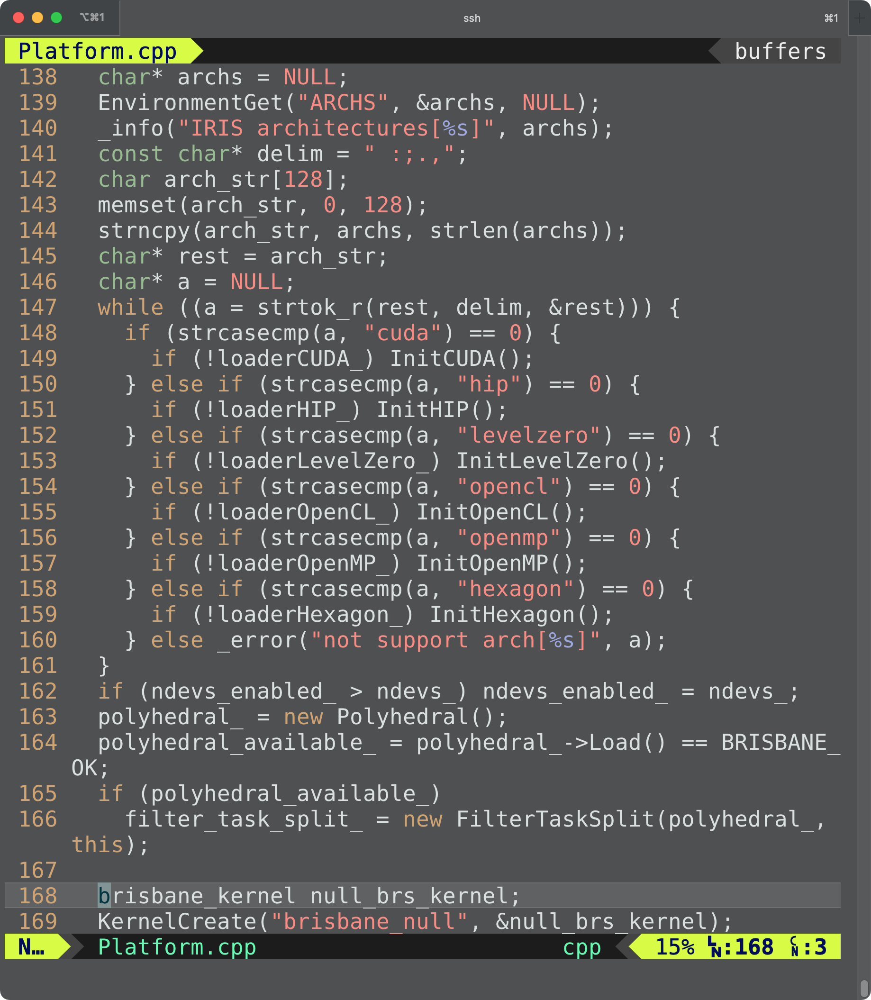 ⌥⌘1 ssh ⌘1 +
Platform.cpp buffers
138   char* archs = NULL;
139   EnvironmentGet("ARCHS", &archs, NULL);
140   _info("IRIS architectures[%s]", archs);
141   const char* delim = " :;.,";
142   char arch_str[128];
143   memset(arch_str, 0, 128);
144   strncpy(arch_str, archs, strlen(archs));
145   char* rest = arch_str;
146   char* a = NULL;
147   while ((a = strtok_r(rest, delim, &rest))) {
148     if (strcasecmp(a, "cuda") == 0) {
149       if (!loaderCUDA_) InitCUDA();
150     } else if (strcasecmp(a, "hip") == 0) {
151       if (!loaderHIP_) InitHIP();
152     } else if (strcasecmp(a, "levelzero") == 0) {
153       if (!loaderLevelZero_) InitLevelZero();
154     } else if (strcasecmp(a, "opencl") == 0) {
155       if (!loaderOpenCL_) InitOpenCL();
156     } else if (strcasecmp(a, "openmp") == 0) {
157       if (!loaderOpenMP_) InitOpenMP();
158     } else if (strcasecmp(a, "hexagon") == 0) {
159       if (!loaderHexagon_) InitHexagon();
160     } else _error("not support arch[%s]", a);
161   }
162   if (ndevs_enabled_ > ndevs_) ndevs_enabled_ = ndevs_;
163   polyhedral_ = new Polyhedral();
164   polyhedral_available_ = polyhedral_->Load() == BRISBANE_
OK;
165   if (polyhedral_available_)
166     filter_task_split_ = new FilterTaskSplit(polyhedral_,
this);
167
168   brisbane_kernel null_brs_kernel;
169   KernelCreate("brisbane_null", &null_brs_kernel);
N… Platform.cpp cpp 15% ㏑:168 ␤:3